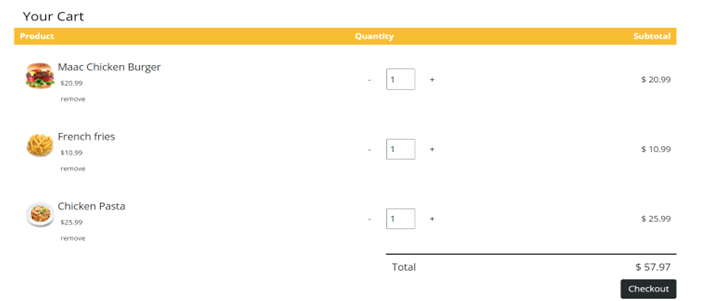 Your Cart
Product Quantity Subtotal
Maac Chicken Burger
$20.99
remove
- 1 + $ 20.99
French fries
$10.99
remove
- 1 + $ 10.99
Chicken Pasta
$25.99
remove
- 1 + $ 25.99
Total $ 57.97
Checkout